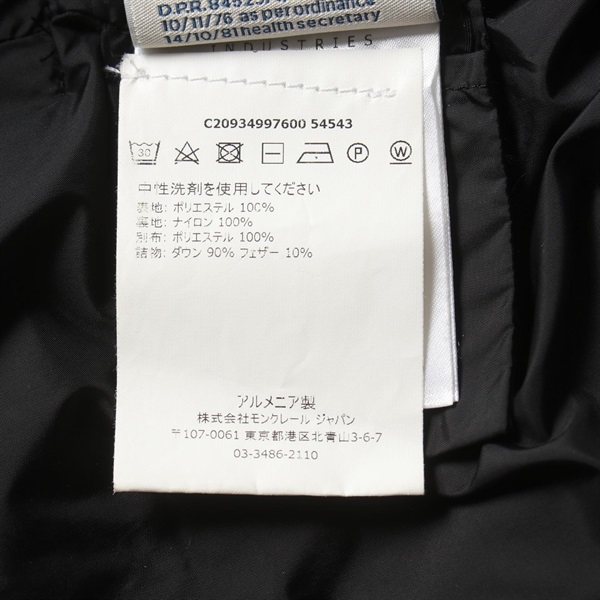 D.P.R. 845
10/11/76 as per ordinance
14/10/81 health secretary
INDUSTRIES
C20934997600 54543
30
P
W
中性洗剤を使用してください
表地: ポリエステル 100%
裏地: ナイロン 100%
別布: ポリエステル 100%
詰物: ダウン 90% フェザー 10%
アルメニア製
株式会社モンクレール ジャパン
〒107-0061 東京都港区北青山3-6-7
03-3486-2110